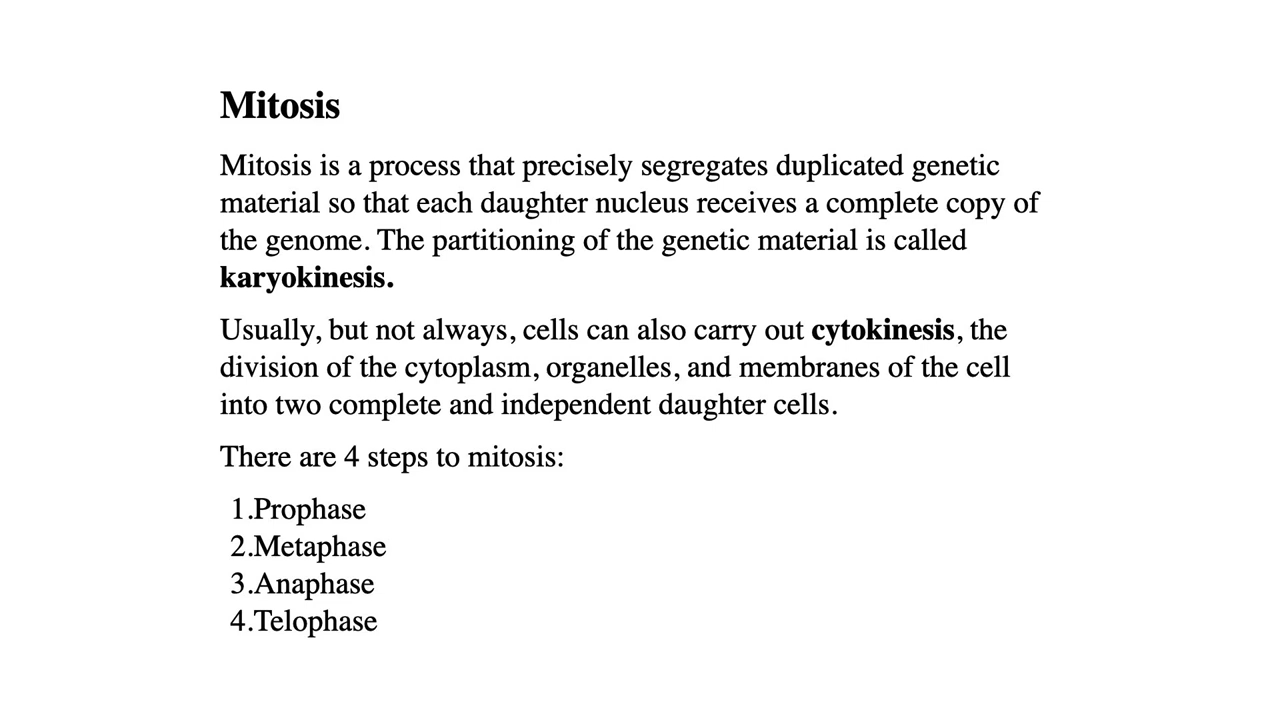 Mitosis
Mitosis is a process that precisely segregates duplicated genetic
material so that each daughter nucleus receives a complete copy of
the genome. The partitioning of the genetic material is called
karyokinesis.
Usually, but not always, cells can also carry out cytokinesis, the
division of the cytoplasm, organelles, and membranes of the cell
into two complete and independent daughter cells.
There are 4 steps to mitosis:
1.Prophase
2.Metaphase
3.Anaphase
4.Telophase